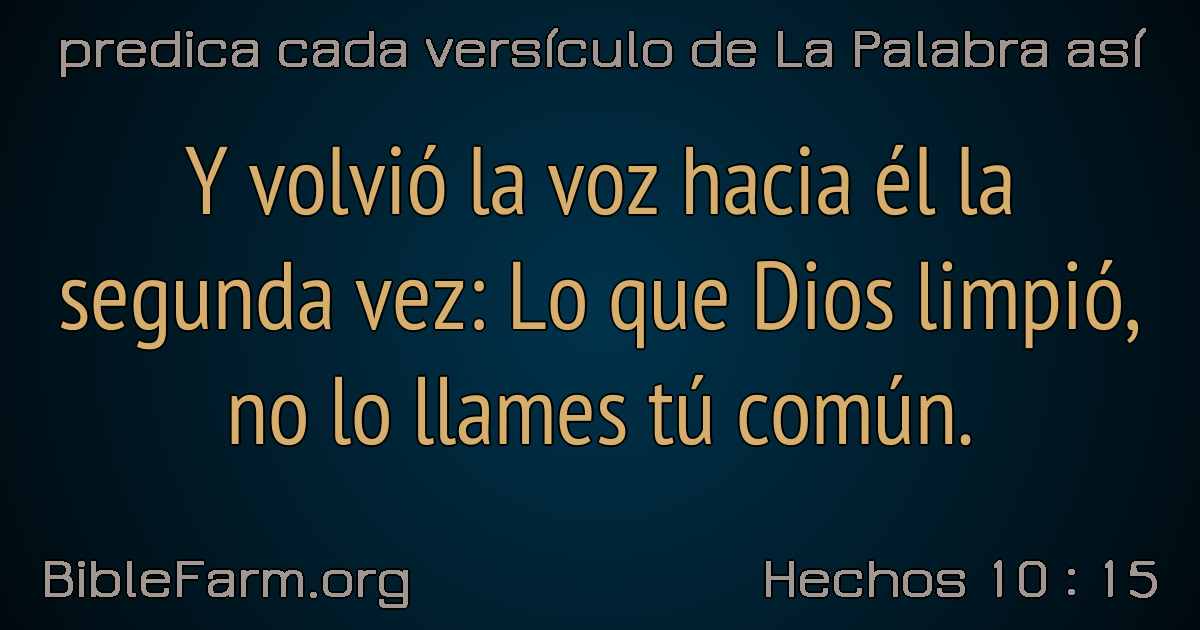 predica cada versículo de La Palabra así
Y volvió la voz hacia él la
segunda vez: Lo que Dios limpió,
no lo llames tú común.
BibleFarm.org
Hechos 10 : 15